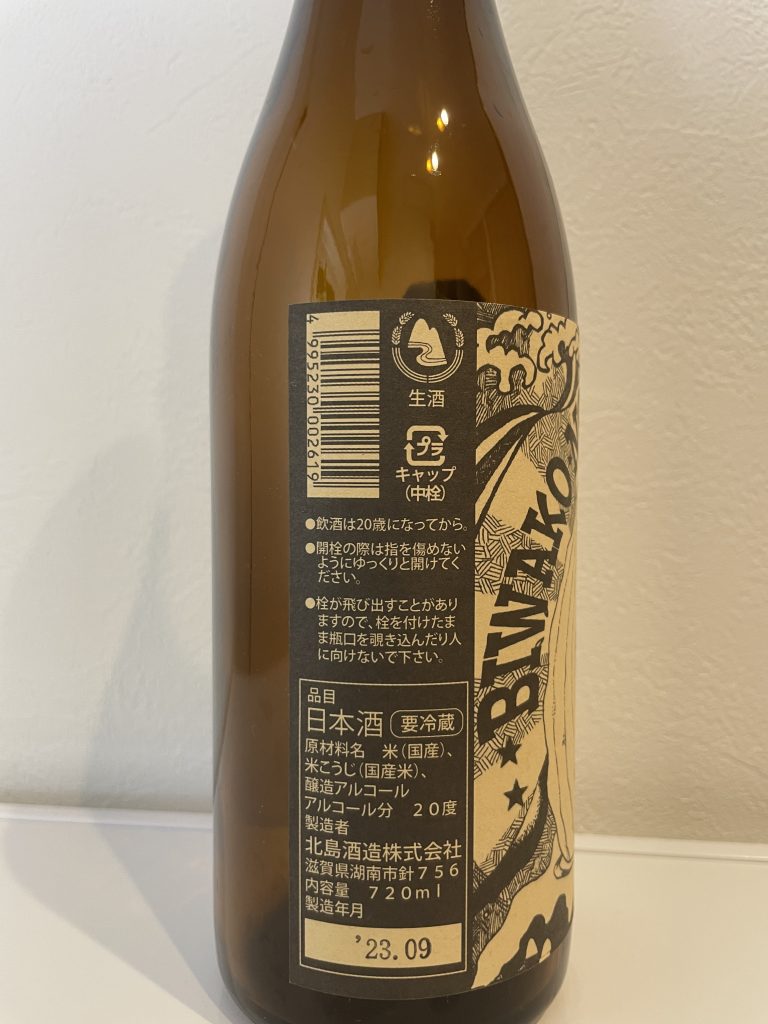 4 995230 002619
生酒
プラ
キャップ
(中栓)
●飲酒は20歳になってから。
●開栓の際は指を傷めない
ようにゆっくりと開けてく
ださい。
●栓が飛び出すことがあり
ますので、栓を付けたま
ま瓶口を覗き込んだり人
に向けないで下さい。
品目
日本酒 要冷蔵
原材料名 米(国産)、
米こうじ(国産米)、
醸造アルコール
アルコール分 20度
製造者
北島酒造株式会社
滋賀県湖南市針756
内容量 720ml
製造年月
'23.09
★★BIWAKO